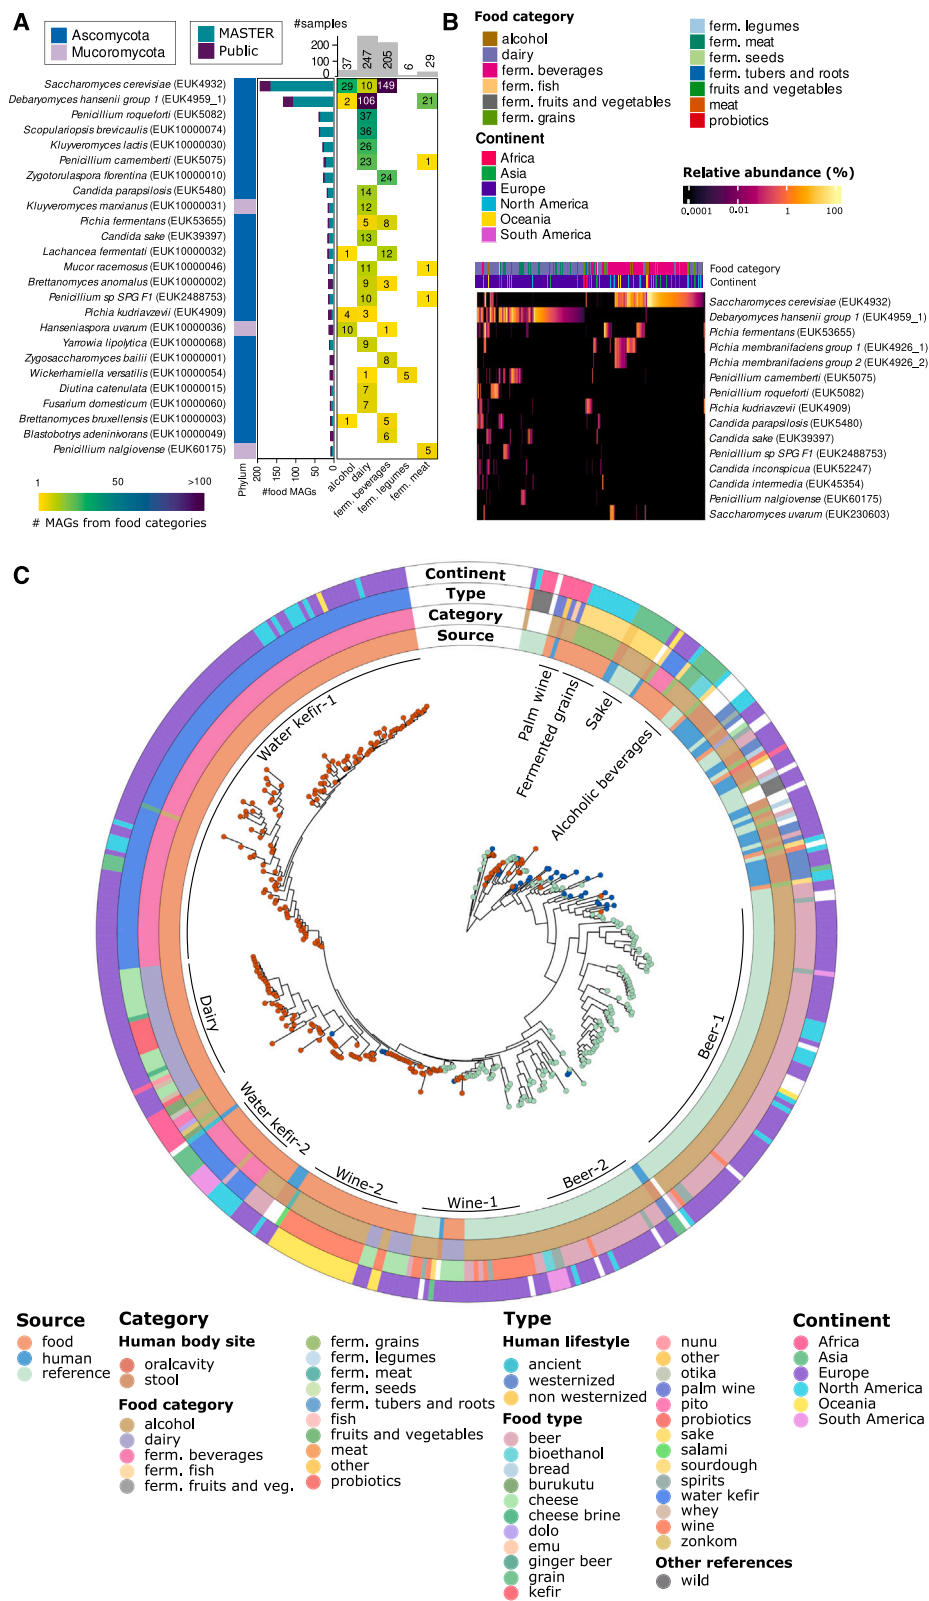 A
Ascomycota
Mucoromycota
MASTER
Public
#samples
200
100
0
37
247
205
6
29
Saccharomyces cerevisiae (EUK4932) 29 10 149
Debaryomyces hansenii group 1 (EUK4959_1) 2 106 21
Penicillium roqueforti (EUK5082) 37
Scopulariopsis brevicaulis (EUK10000074) 36
Kluyveromyces lactis (EUK10000030) 26
Penicillium camemberti (EUK5075) 23 1
Zygotorulaspora florentina (EUK10000010) 24
Candida parapsilosis (EUK5480) 14
Kluyveromyces marxianus (EUK10000031) 12
Pichia fermentans (EUK53655) 5 8
Candida sake (EUK39397) 13
Lachancea fermentati (EUK10000032) 1 12
Mucor racemosus (EUK10000046) 11 1
Brettanomyces anomalus (EUK10000002) 9 3
Penicillium sp SPG F1 (EUK2488753) 10 1
Pichia kudriavzevii (EUK4909) 4 3
Hanseniaspora uvarum (EUK10000036) 10 1
Yarrowia lipolytica (EUK10000068) 9
Zygosaccharomyces bailii (EUK10000001) 8
Wickerhamiella versatilis (EUK10000054) 1 5
Diutina catenulata (EUK10000015) 7
Fusarium domesticum (EUK10000060) 7
Brettanomyces bruxellensis (EUK10000003) 1 5
Blastobotrys adeninivorans (EUK10000049) 6
Penicillium nalgiovense (EUK60175) 5
Phylum
200
150
100
50
0
#food MAGs
alcohol
dairy
ferm. beverages
ferm. legumes
ferm. meat
1 50 >100
# MAGs from food categories
B
Food category
alcohol
dairy
ferm. beverages
ferm. fish
ferm. fruits and vegetables
ferm. grains
ferm. legumes
ferm. meat
ferm. seeds
ferm. tubers and roots
fruits and vegetables
meat
probiotics
Continent
Africa
Asia
Europe
North America
Oceania
South America
Relative abundance (%)
0.0001 0.01 1 100
Food category
Continent
Saccharomyces cerevisiae (EUK4932)
Debaryomyces hansenii group 1 (EUK4959_1)
Pichia fermentans (EUK53655)
Pichia membranifaciens group 1 (EUK4926_1)
Pichia membranifaciens group 2 (EUK4926_2)
Penicillium camemberti (EUK5075)
Penicillium roqueforti (EUK5082)
Pichia kudriavzevii (EUK4909)
Candida parapsilosis (EUK5480)
Candida sake (EUK39397)
Penicillium sp SPG F1 (EUK2488753)
Candida inconspicua (EUK52247)
Candida intermedia (EUK45354)
Penicillium nalgiovense (EUK60175)
Saccharomyces uvarum (EUK230603)
C
Continent
Type
Category
Source
Water kefir-1
Palm wine
Fermented grains
Sake
Alcoholic beverages
Beer-1
Beer-2
Wine-1
Wine-2
Water kefir-2
Dairy
Source
food
human
reference
Category
Human body site
oralcavity
stool
Food category
alcohol
dairy
ferm. beverages
ferm. fish
ferm. fruits and veg.
ferm. grains
ferm. legumes
ferm. meat
ferm. seeds
ferm. tubers and roots
fish
fruits and vegetables
meat
other
probiotics
Type
Human lifestyle
ancient
westernized
non westernized
Food type
beer
bioethanol
bread
burukutu
cheese
cheese brine
dolo
emu
ginger beer
grain
kefir
nunu
other
otika
palm wine
pito
probiotics
sake
salami
sourdough
spirits
water kefir
whey
wine
zonkom
Other references
wild
Continent
Africa
Asia
Europe
North America
Oceania
South America